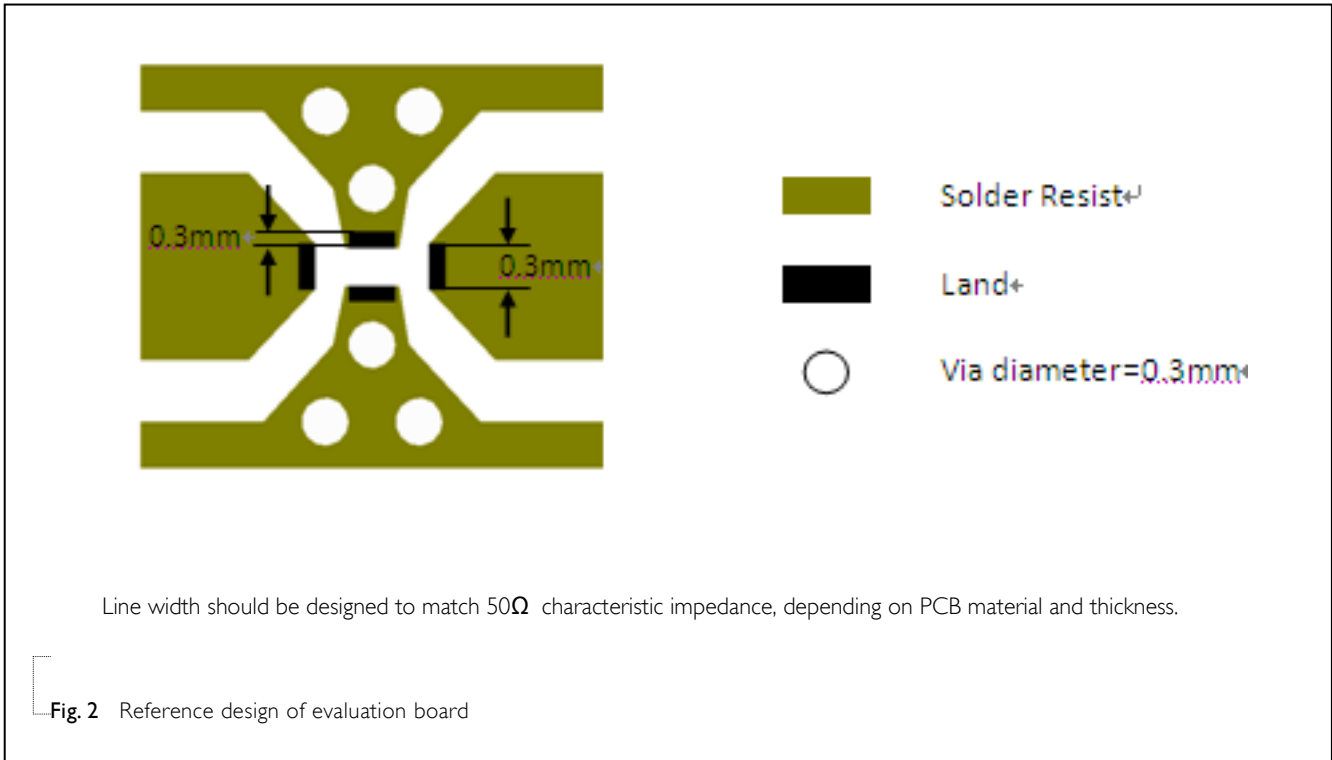 0.3mm
0.3mm
Solder Resist↵
Land
Via diameter=0.3mm
Line width should be designed to match 50Ω characteristic impedance, depending on PCB material and thickness.
Fig. 2 Reference design of evaluation board